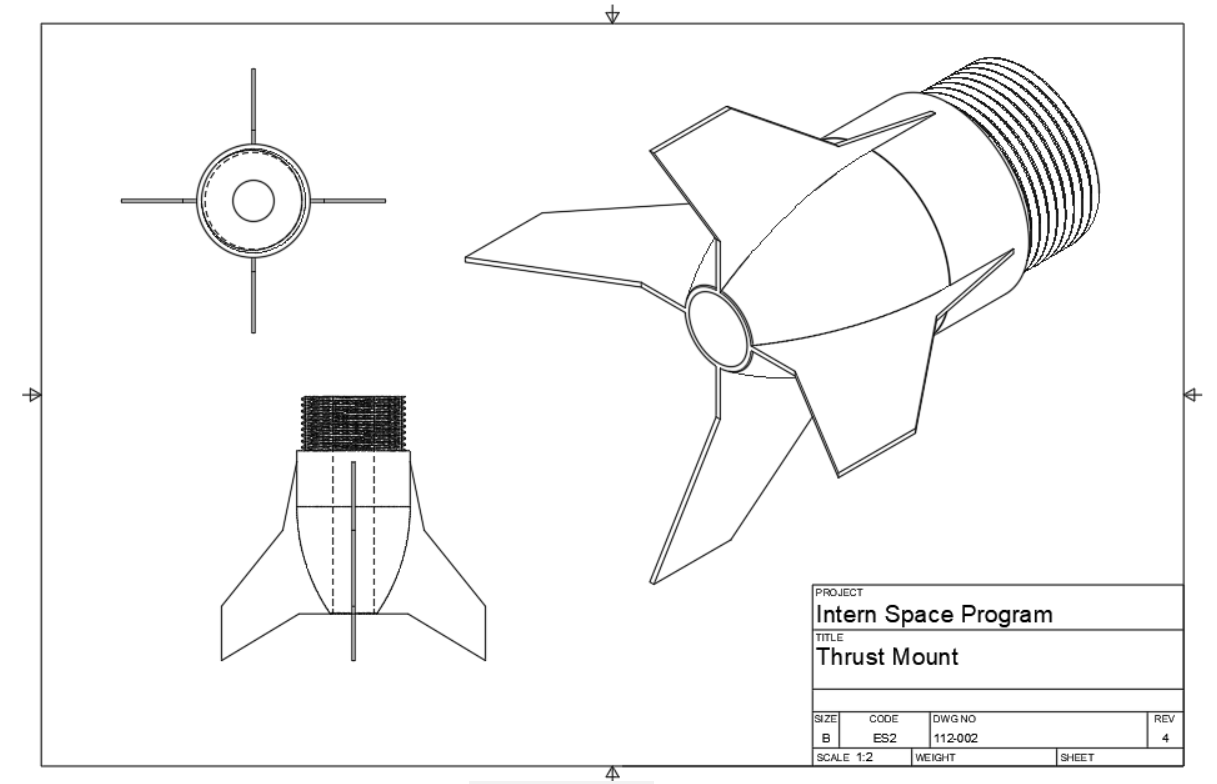 PROJECT
Intern Space Program
TITLE
Thrust Mount
SIZE CODE DWG NO REV
B ES2 112-002 4
SCALE 1:2 WEIGHT SHEET